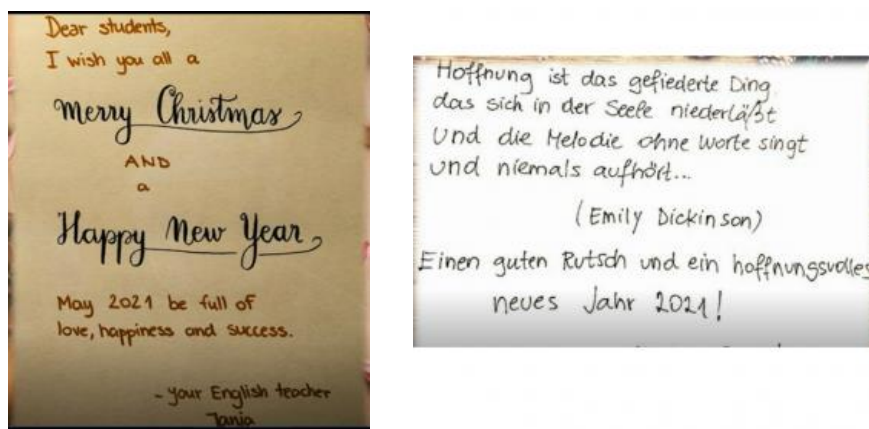 Dear students,
I wish you all a
Merry Christmas
AND
a
Happy New Year
May 2021 be full of
love, happiness and success.
- your English teacher
Tanja
Hoffnung ist das gefiederte Ding
das sich in der Seele niederläßt
Und die Melodie ohne Worte singt
und niemals aufhört...
(Emily Dickinson)
Einen guten Rutsch und ein hoffnungsvolles
neues Jahr 2021!